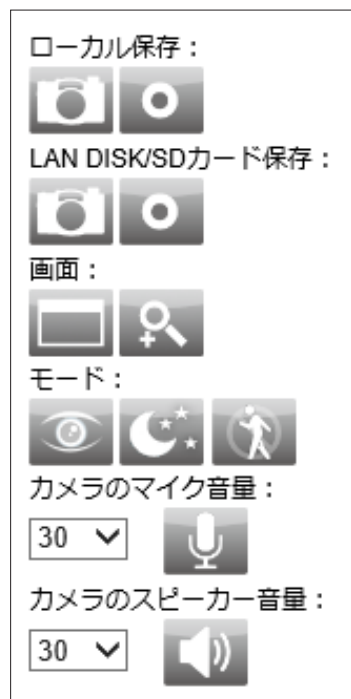 ローカル保存：
LAN DISK/SDカード保存：
画面：
モード：
カメラのマイク音量：
30
カメラのスピーカー音量：
30